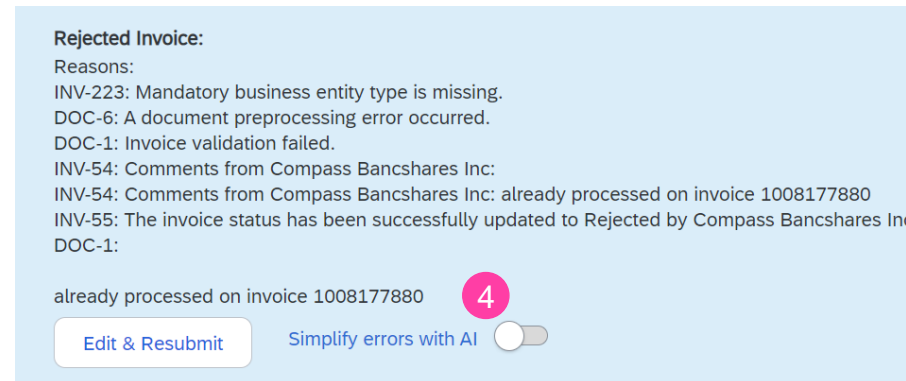 Rejected Invoice:
Reasons:
INV-223: Mandatory business entity type is missing.
DOC-6: A document preprocessing error occurred.
DOC-1: Invoice validation failed.
INV-54: Comments from Compass Bancshares Inc:
INV-54: Comments from Compass Bancshares Inc: already processed on invoice 1008177880
INV-55: The invoice status has been successfully updated to Rejected by Compass Bancshares
DOC-1:
already processed on invoice 1008177880
4
Edit & Resubmit
Simplify errors with AI